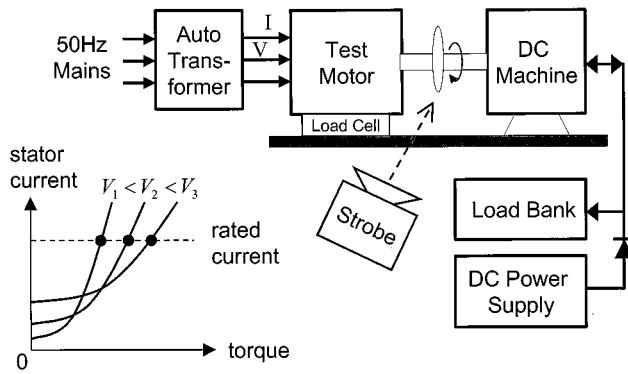 50Hz
Mains
Auto
Trans-
former
I
V
Test
Motor
Load Cell
DC
Machine
Strobe
Load Bank
DC Power
Supply
stator
current
V1 < V2 < V3
rated
current
0
torque